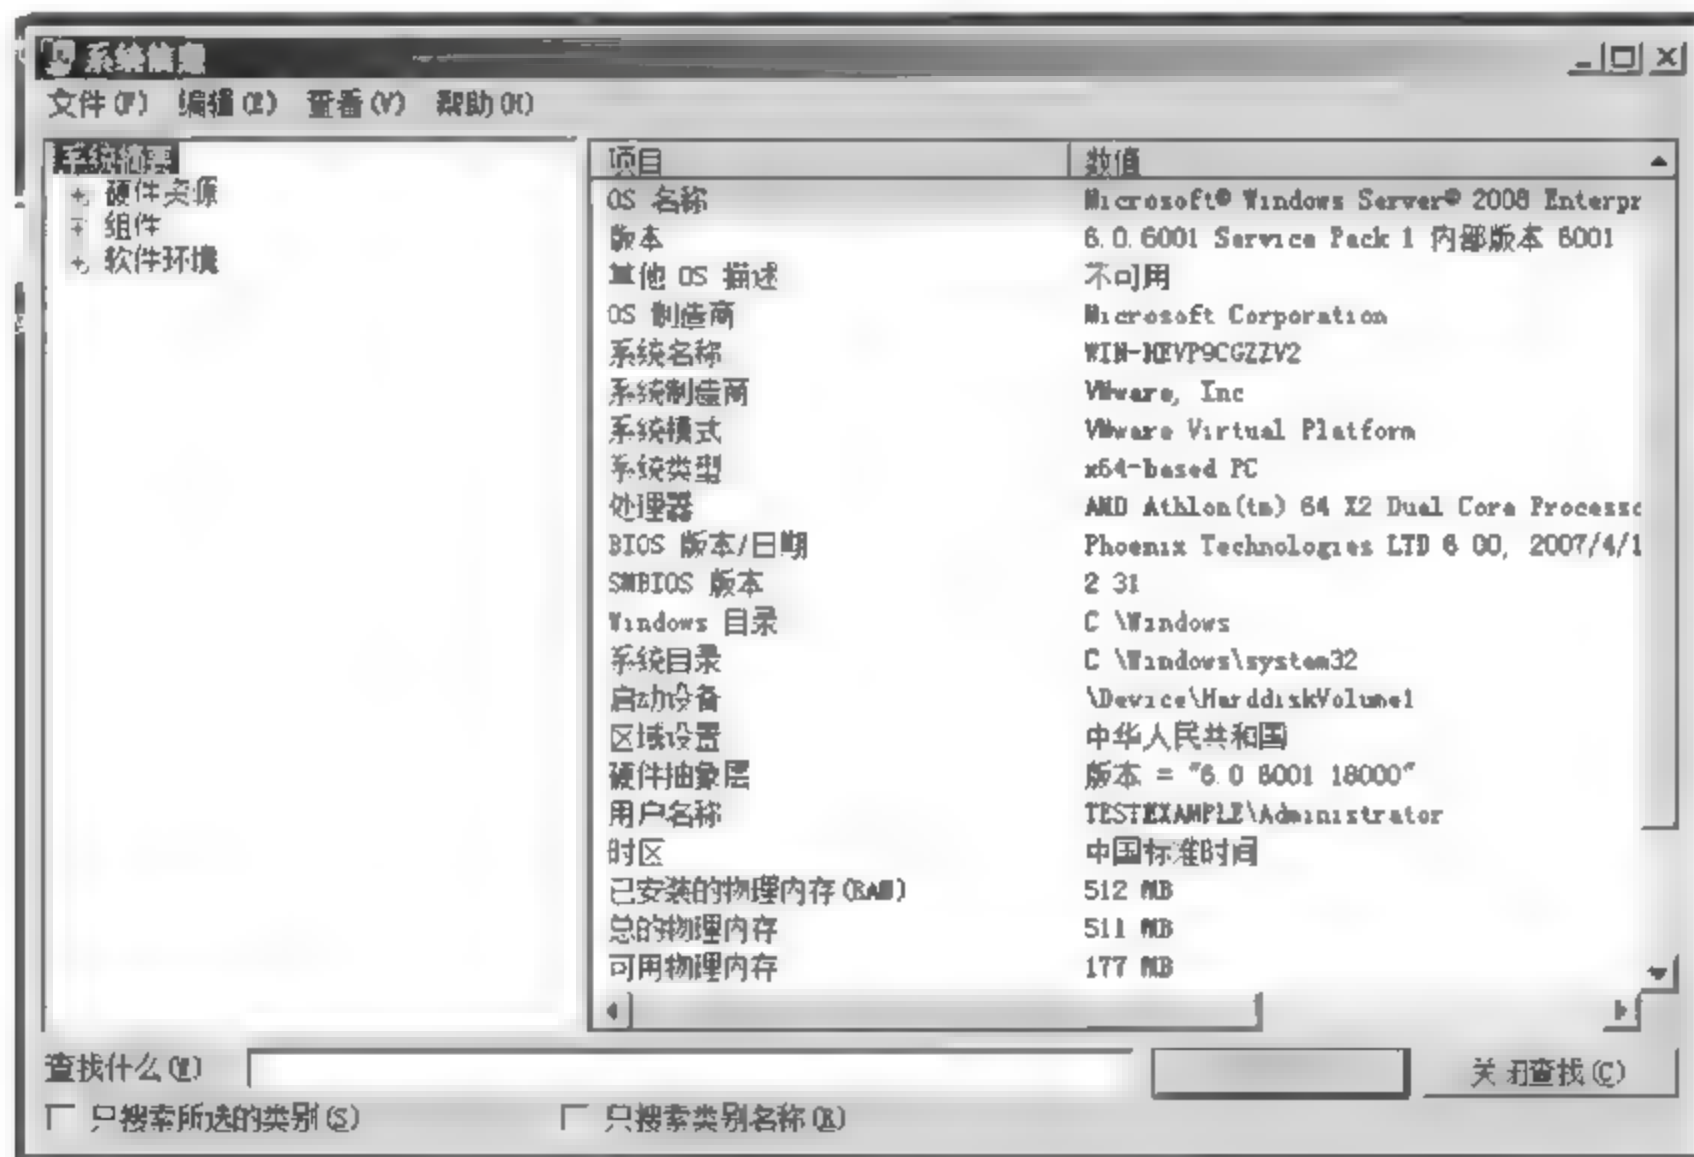 系统信息
文件(F) 编辑(E) 查看(V) 帮助(H)
系统摘要
硬件资源
组件
软件环境
项目 数值
OS 名称 Microsoft® Windows Server® 2008 Enterpr
版本 6.0.6001 Service Pack 1 内部版本 6001
其他 OS 描述 不可用
OS 制造商 Microsoft Corporation
系统名称
系统制造商 VMware, Inc
系统模式 VMware Virtual Platform
系统类型 x64-based PC
处理器 AMD Athlon(tm) 64 X2 Dual Core Processo
BIOS 版本/日期 Phoenix Technologies LTD 6 00, 2007/4/1
SMBIOS 版本 2 31
Windows 目录 C \Windows
系统目录 C \Windows\system32
启动设备 \Device\HarddiskVolume1
区域设置 中华人民共和国
硬件抽象层 版本 = "6.0 6001 18000"
用户名称 TESTEXAMPLE\Administrator
时区 中国标准时间
已安装的物理内存(RAM) 512 MB
总的物理内存 511 MB
可用物理内存 177 MB
查找什么(W) 关闭查找(C)
只搜索所选的类别(S) 只搜索类别名称(R)